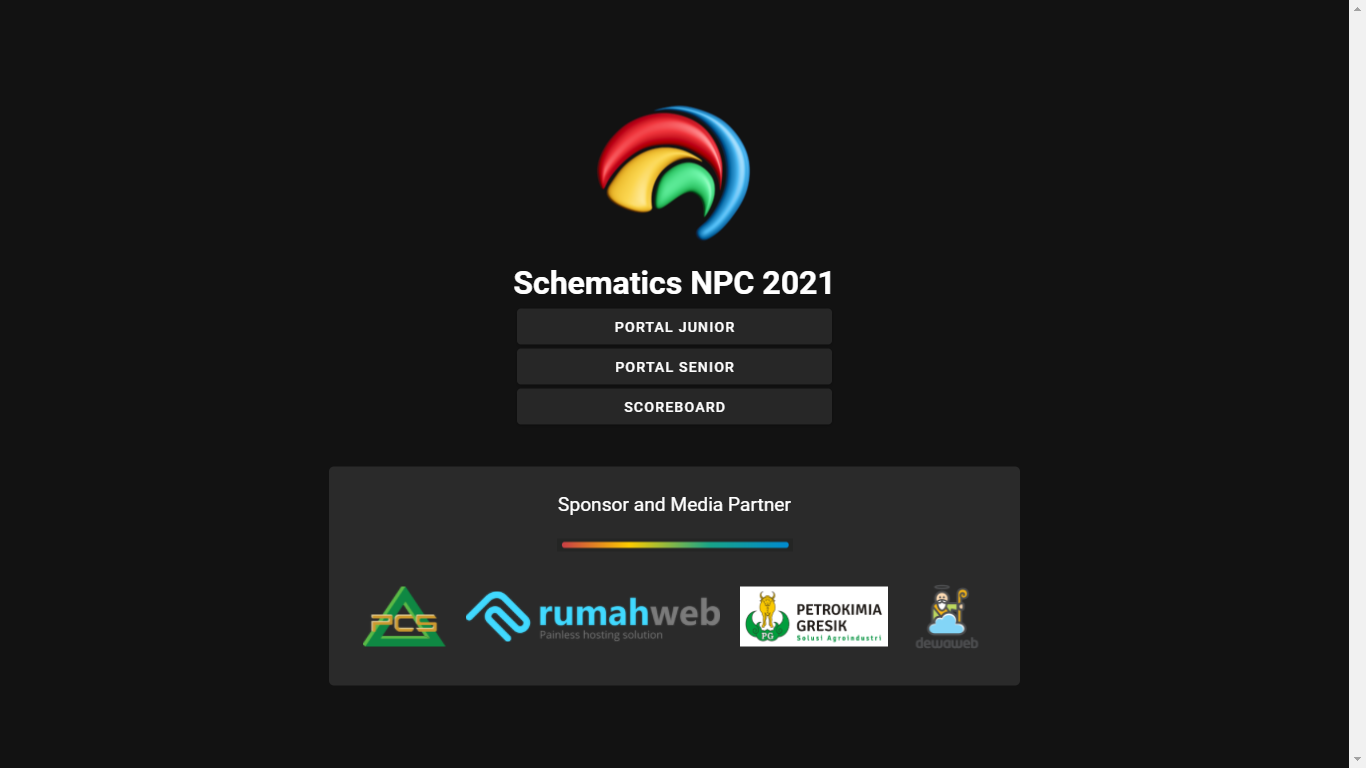 Schematics NPC 2021
PORTAL JUNIOR
PORTAL SENIOR
SCOREBOARD
Sponsor and Media Partner
PCS
rumahweb
Painless hosting solution
PG
PETROKIMIA
GRESIK
Solusi Agroindustri
dewaweb